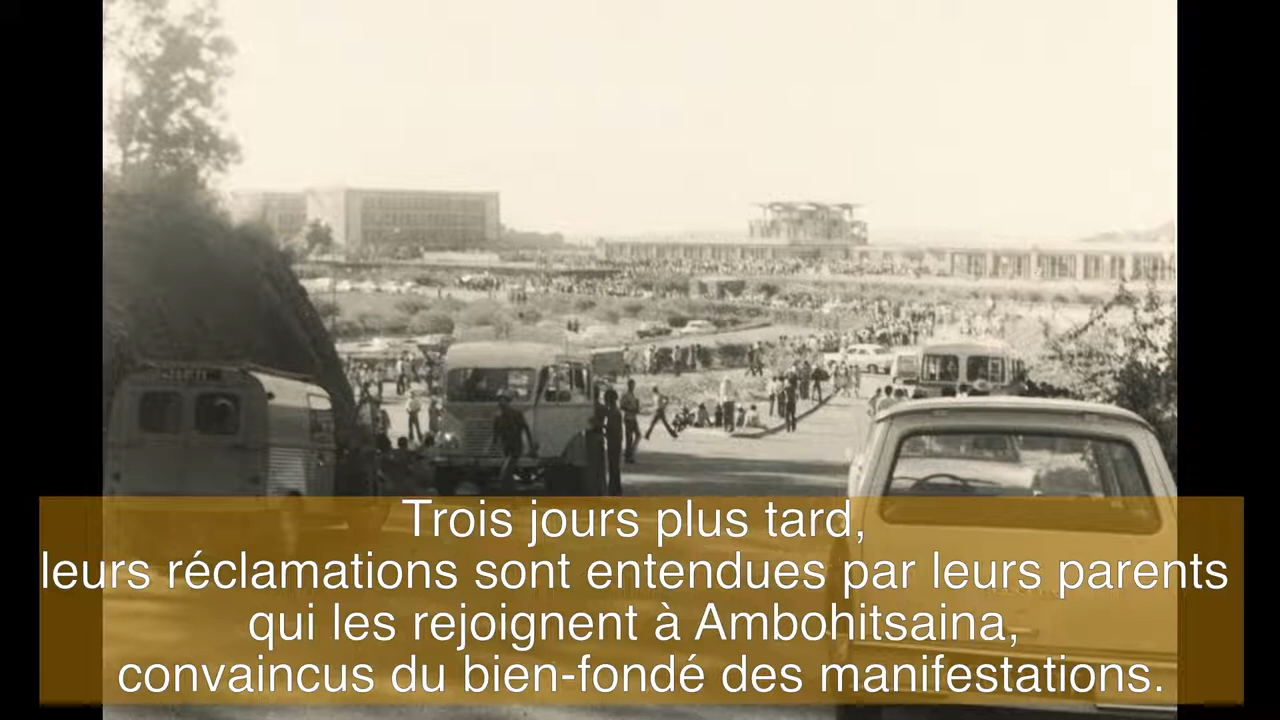 Trois jours plus tard,
leurs réclamations sont entendues par leurs parents
qui les rejoignent à Ambohitsaina,
convaincus du bien-fondé des manifestations.